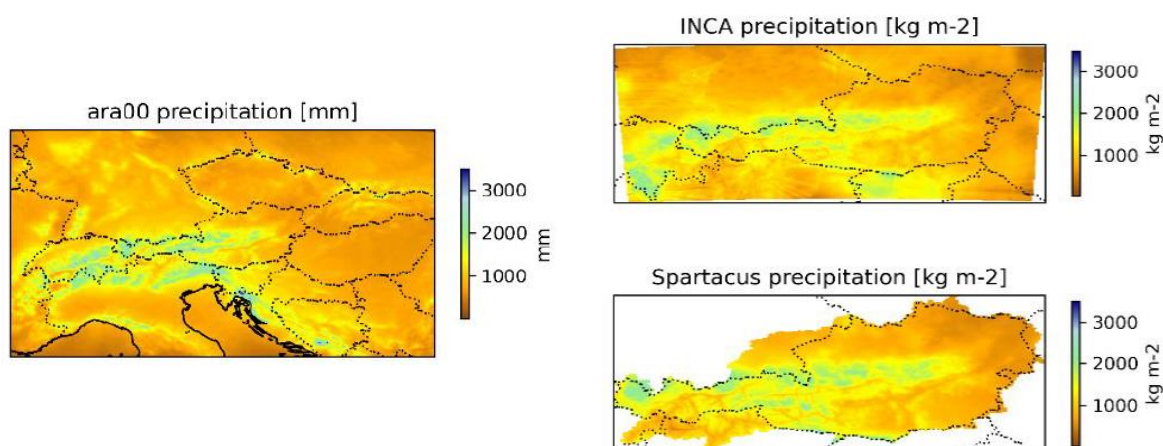 ara00 precipitation [mm]
3000
2000
1000
mm
INCA precipitation [kg m-2]
3000
2000
1000
kg m-2
Spartacus precipitation [kg m-2]
3000
2000
1000
kg m-2